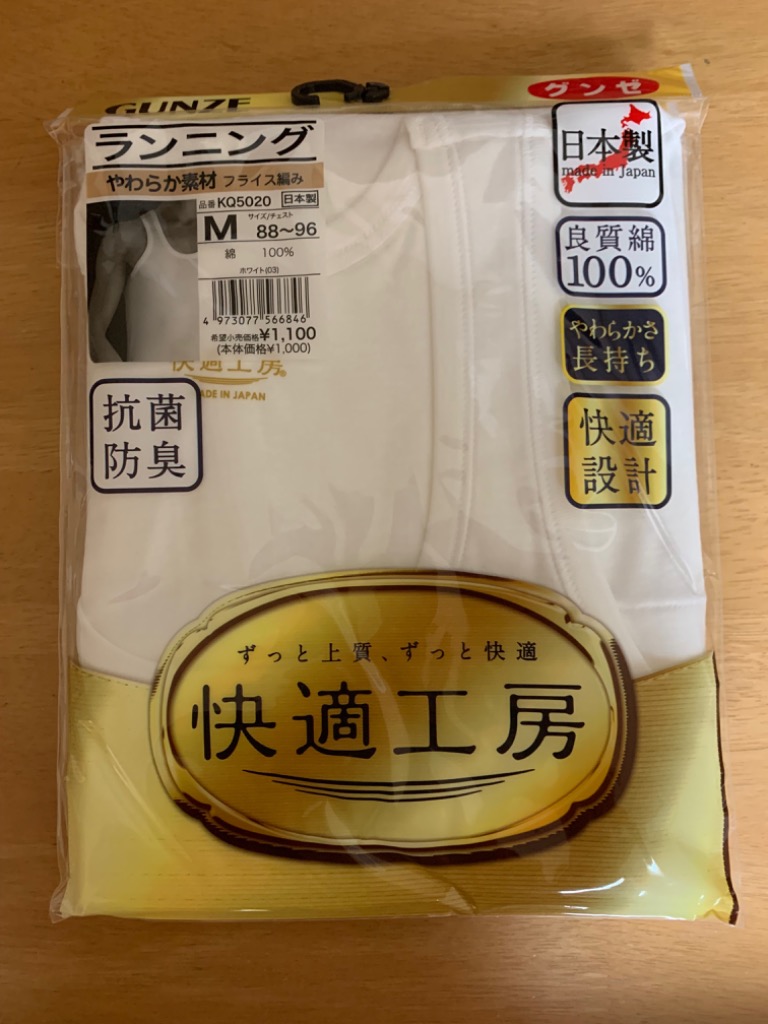 GUNZE
グンゼ
ランニング
やわらか素材 フライス編み
品番 KQ5020 日本製
サイズ/チェスト
M 88~96
綿 100%
ホワイト(03)
4 973077 566846
希望小売価格¥1,100
(本体価格¥1,000)
快適工房®
MADE IN JAPAN
抗菌
防臭
日本製
made in Japan
良質綿
100%
やわらかさ
長持ち
快適
設計
ずっと上質、ずっと快適
快適工房